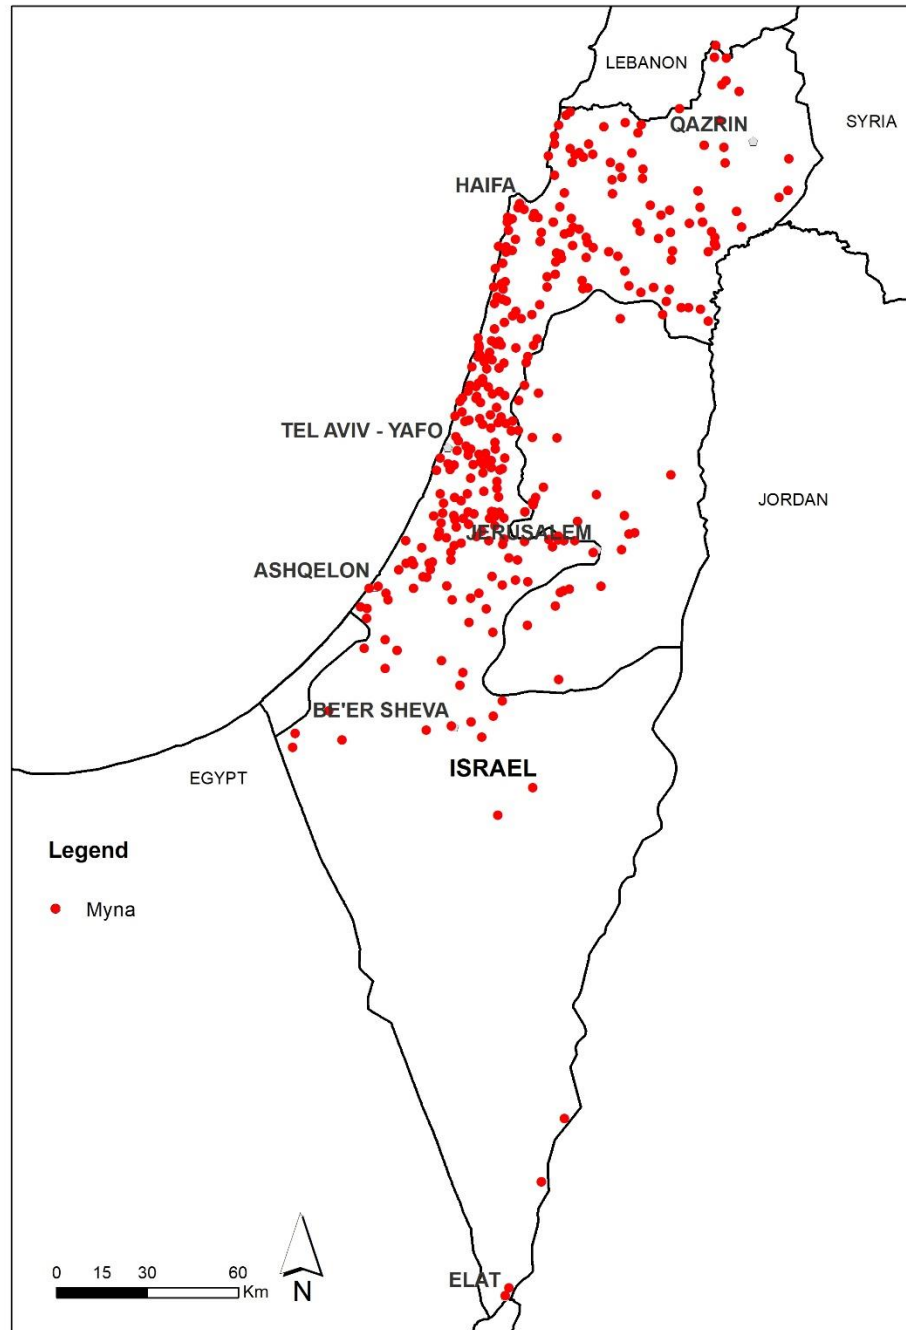 LEBANON
QAZRIN
SYRIA
HAIFA
TEL AVIV - YAFO
JORDAN
JERUSALEM
ASHQELON
BE'ER SHEVA
ISRAEL
EGYPT
Legend
Myna
ELAT
0 15 30 60
Km
N